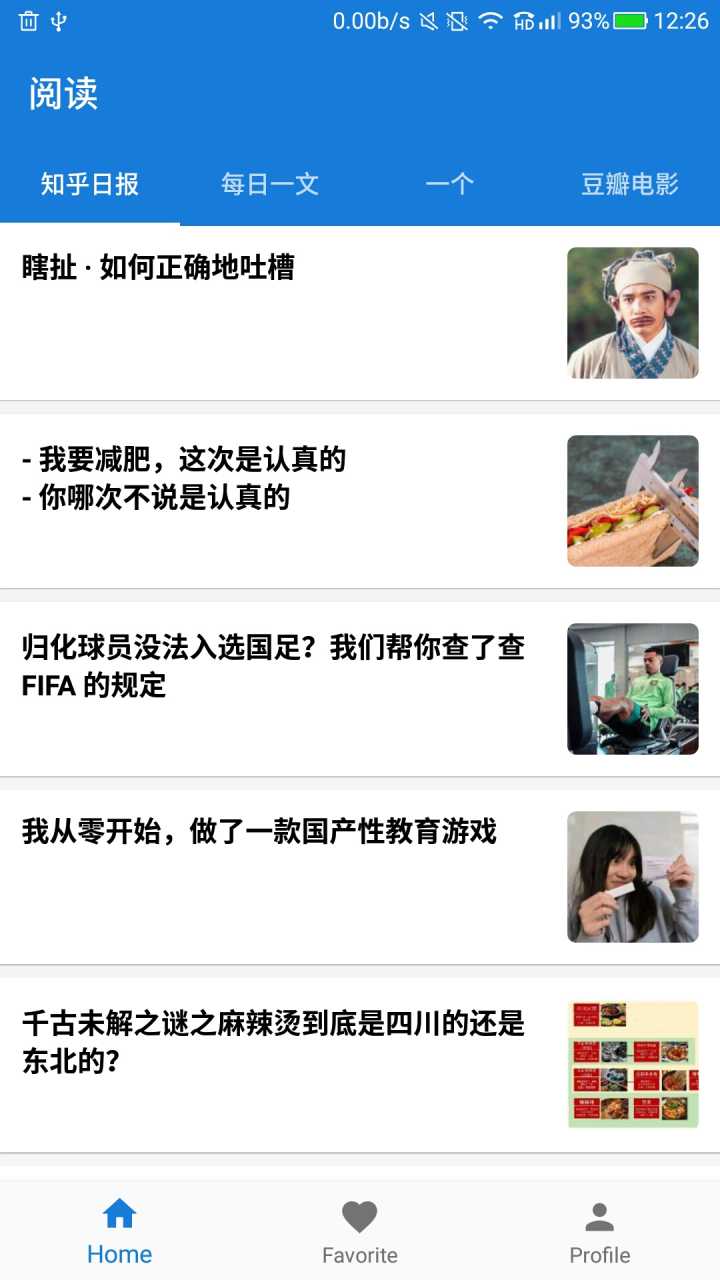 0.00b/s HD 93% 12:26
阅读
知乎日报 每日一文 一个 豆瓣电影
瞎扯 · 如何正确地吐槽
- 我要减肥，这次是认真的
- 你哪次不说是认真的
归化球员没法入选国足？我们帮你查了查
FIFA 的规定
我从零开始，做了一款国产性教育游戏
千古未解之谜之麻辣烫到底是四川的还是
东北的？
Home Favorite Profile